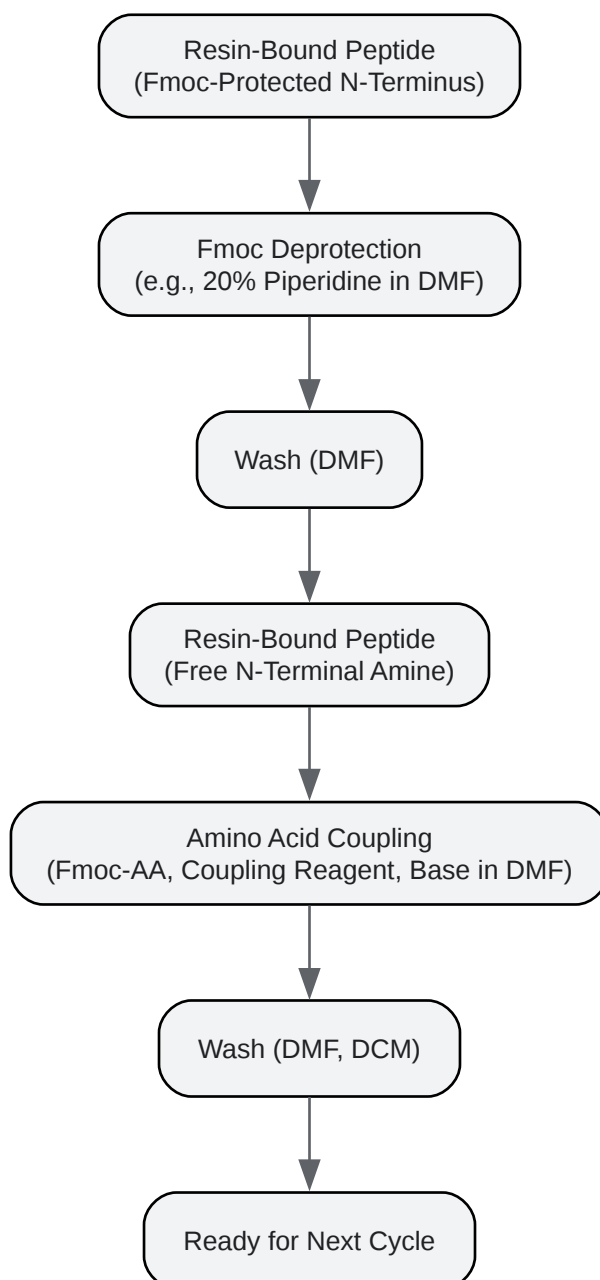 Resin-Bound Peptide
(Fmoc-Protected N-Terminus)
Fmoc Deprotection
(e.g., 20% Piperidine in DMF)
Wash (DMF)
Resin-Bound Peptide
(Free N-Terminal Amine)
Amino Acid Coupling
(Fmoc-AA, Coupling Reagent, Base in DMF)
Wash (DMF, DCM)
Ready for Next Cycle